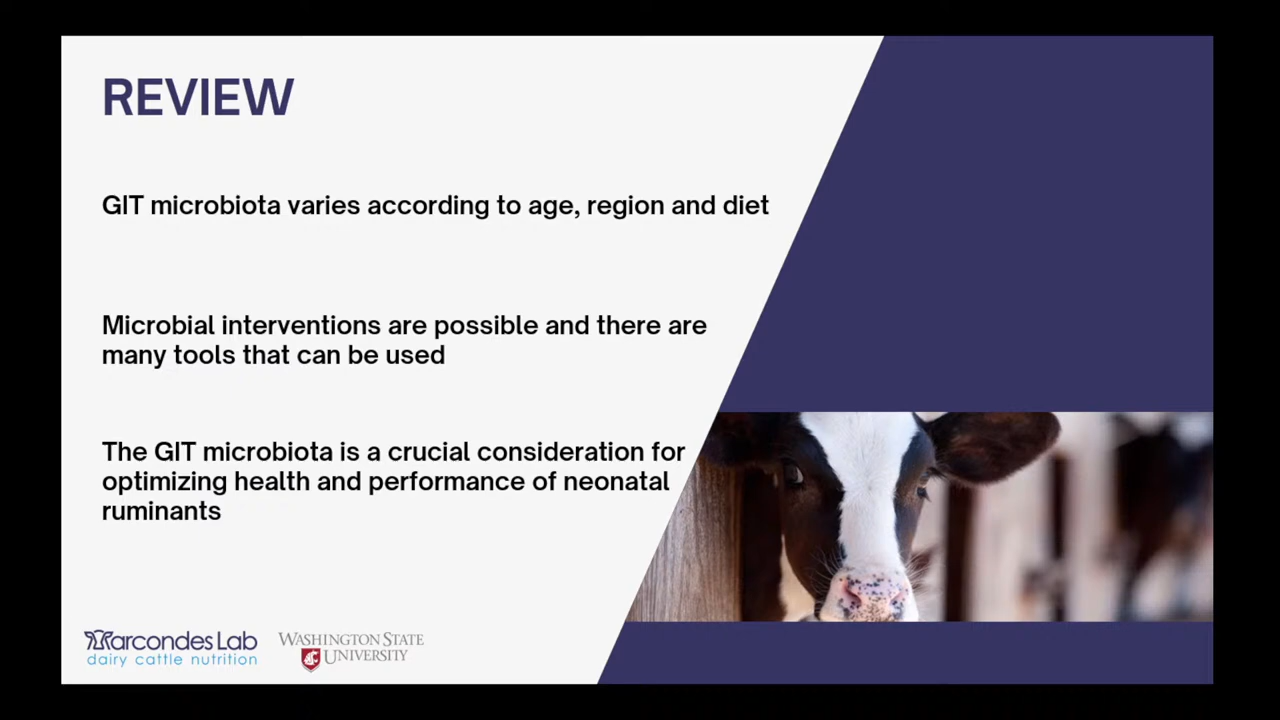 REVIEW
GIT microbiota varies according to age, region and diet
Microbial interventions are possible and there are
many tools that can be used
The GIT microbiota is a crucial consideration for
optimizing health and performance of neonatal
ruminants
Marcondes Lab
dairy cattle nutrition
WASHINGTON STATE
UNIVERSITY